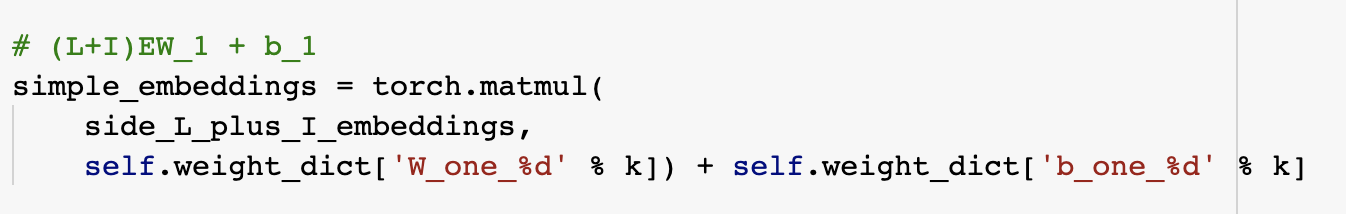 # (L+I)EW_1 + b_1
simple_embeddings = torch.matmul(
    side_L_plus_I_embeddings,
    self.weight_dict['W_one_%d' % k]) + self.weight_dict['b_one_%d' % k]